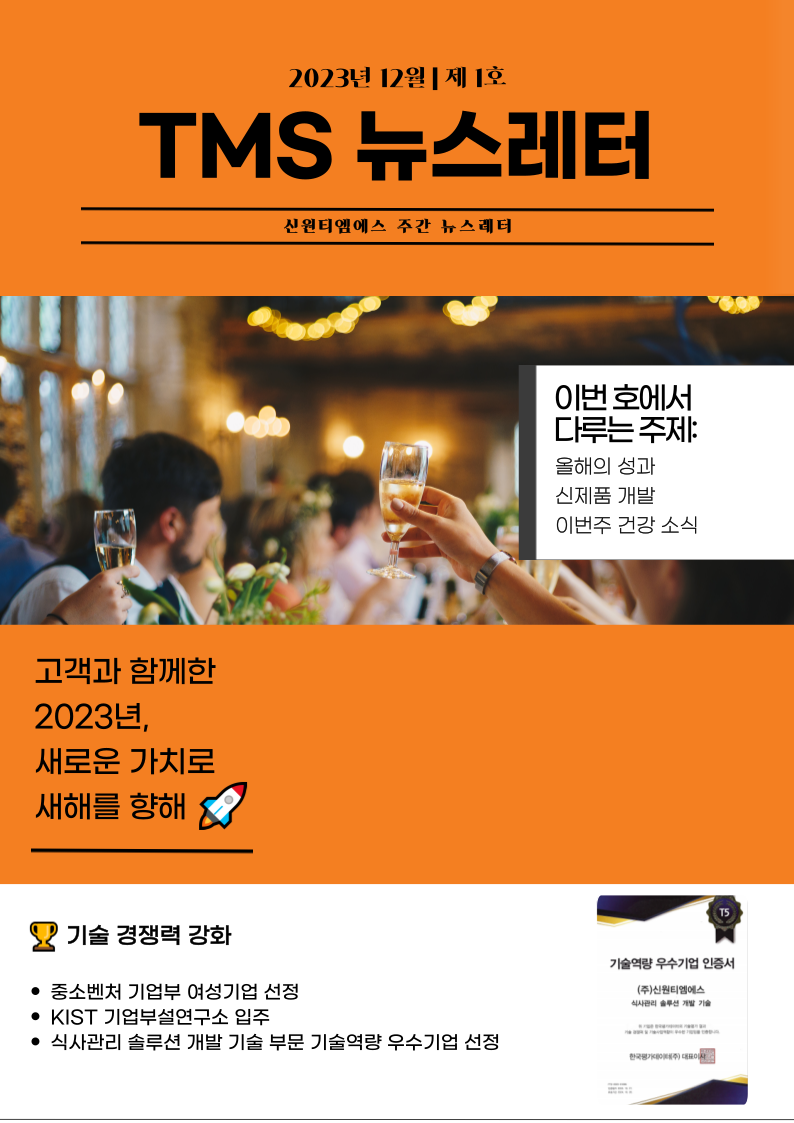 2023년 12월 | 제 1호
TMS 뉴스레터
신원티엠에스 주간 뉴스레터
이번 호에서
다루는 주제:
올해의 성과
신제품 개발
이번주 건강 소식
고객과 함께한
2023년,
새로운 가치로
새해를 향해 🚀
🏆 기술 경쟁력 강화
• 중소벤처 기업부 여성기업 선정
• KIST 기업부설연구소 입주
• 식사관리 솔루션 개발 기술 부문 기술역량 우수기업 선정
T5
기술역량 우수기업 인증서
(주)신원티엠에스
식사관리 솔루션 개발 기술
한국평가데이터(주) 대표이사